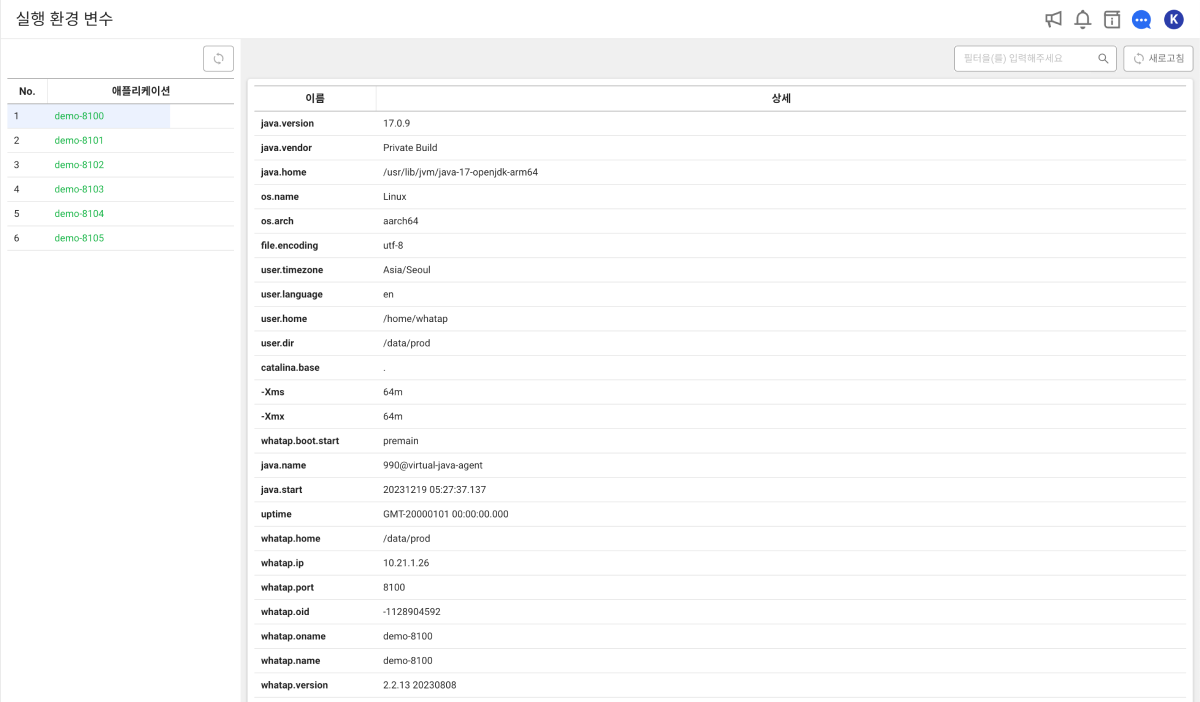 실행 환경 변수
K
필터을(를) 입력해주세요
새로고침
No. 애플리케이션
1 demo-8100
2 demo-8101
3 demo-8102
4 demo-8103
5 demo-8104
6 demo-8105
이름 상세
java.version 17.0.9
java.vendor Private Build
java.home /usr/lib/jvm/java-17-openjdk-arm64
os.name Linux
os.arch aarch64
file.encoding utf-8
user.timezone Asia/Seoul
user.language en
user.home /home/whatap
user.dir /data/prod
catalina.base .
-Xms 64m
-Xmx 64m
whatap.boot.start premain
java.name 990@virtual-java-agent
java.start 20231219 05:27:37.137
uptime GMT-20000101 00:00:00.000
whatap.home /data/prod
whatap.ip 10.21.1.26
whatap.port 8100
whatap.oid -1128904592
whatap.oname demo-8100
whatap.name demo-8100
whatap.version 2.2.13 20230808